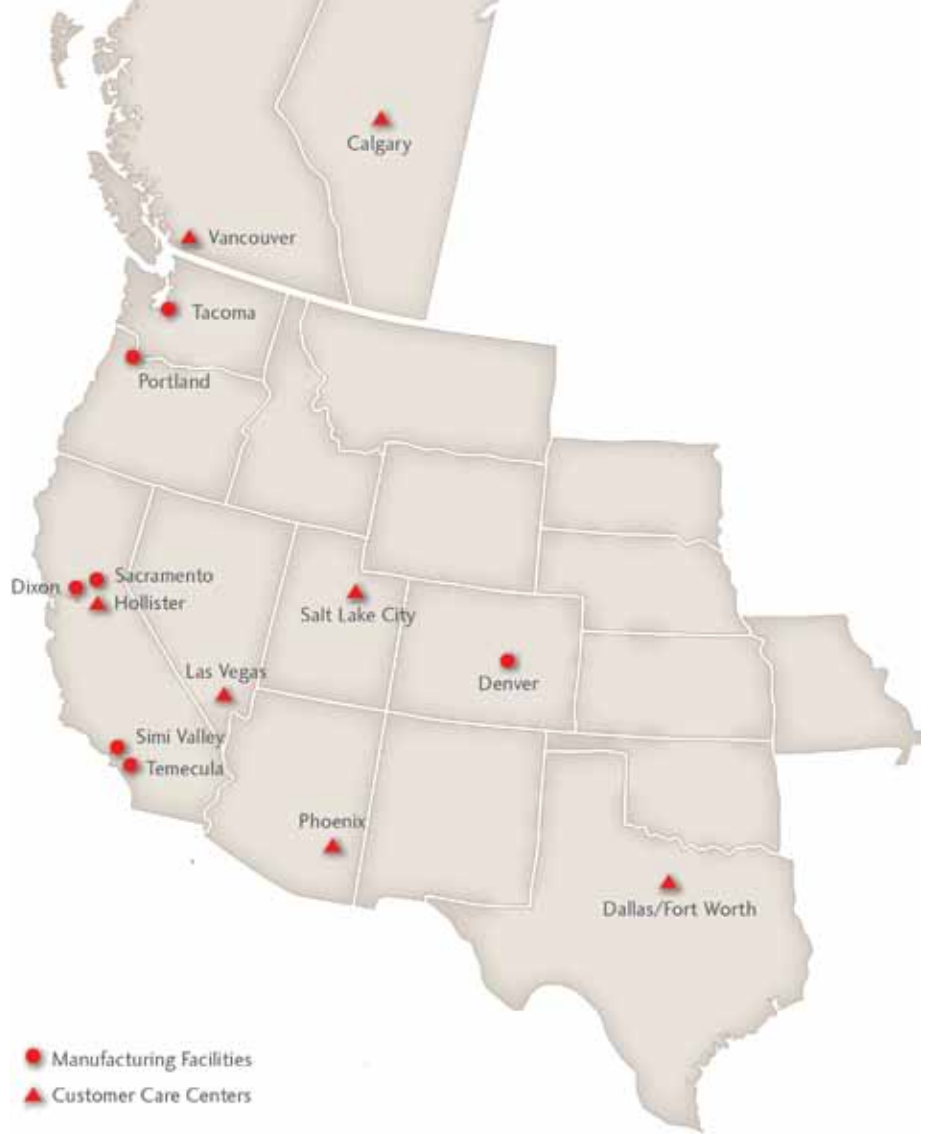 Calgary
Vancouver
Tacoma
Portland
Dixon
Sacramento
Hollister
Salt Lake City
Las Vegas
Denver
Simi Valley
Temecula
Phoenix
Dallas/Fort Worth
Manufacturing Facilities
Customer Care Centers